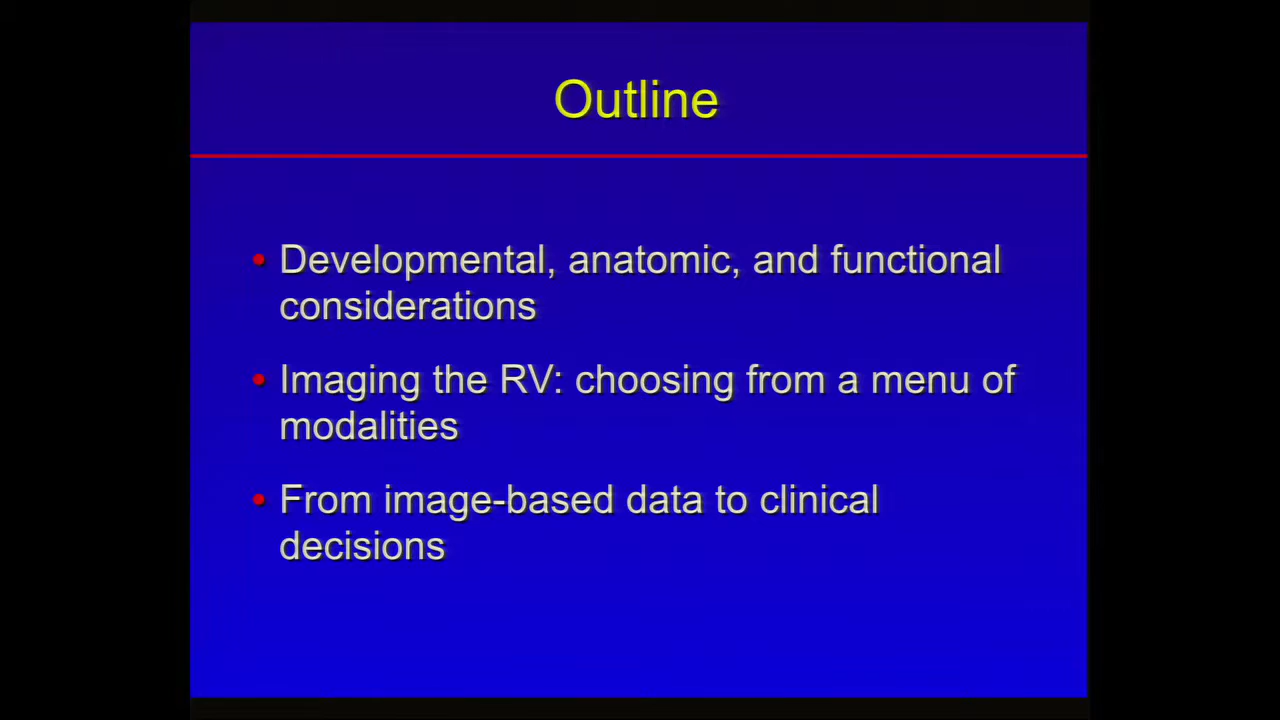 Outline
• Developmental, anatomic, and functional
considerations
• Imaging the RV: choosing from a menu of
modalities
• From image-based data to clinical
decisions